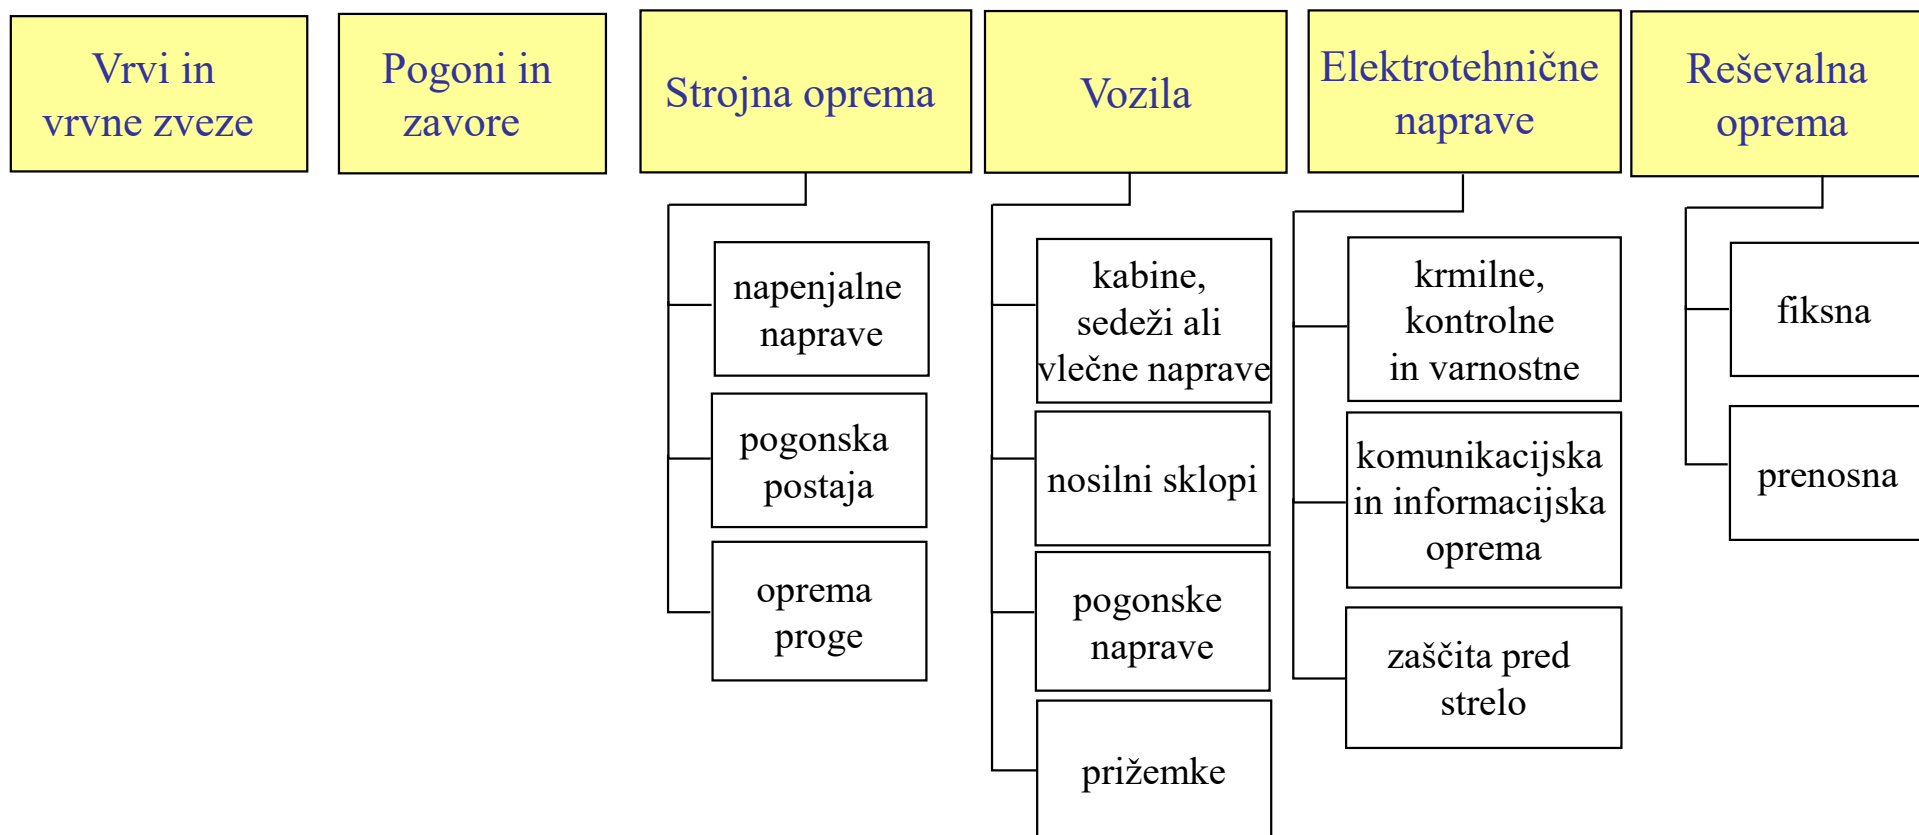 Vrvi in
vrvne zveze
Pogoni in
zavore
Strojna oprema
Vozila
Elektrotehnične
naprave
Reševalna
oprema
napenjalne
naprave
pogonska
postaja
oprema
proge
kabine,
sedeži ali
vlečne naprave
nosilni sklopi
pogonske
naprave
prižemke
krmilne,
kontrolne
in varnostne
komunikacijska
in informacijska
oprema
zaščita pred
strelo
fiksna
prenosna